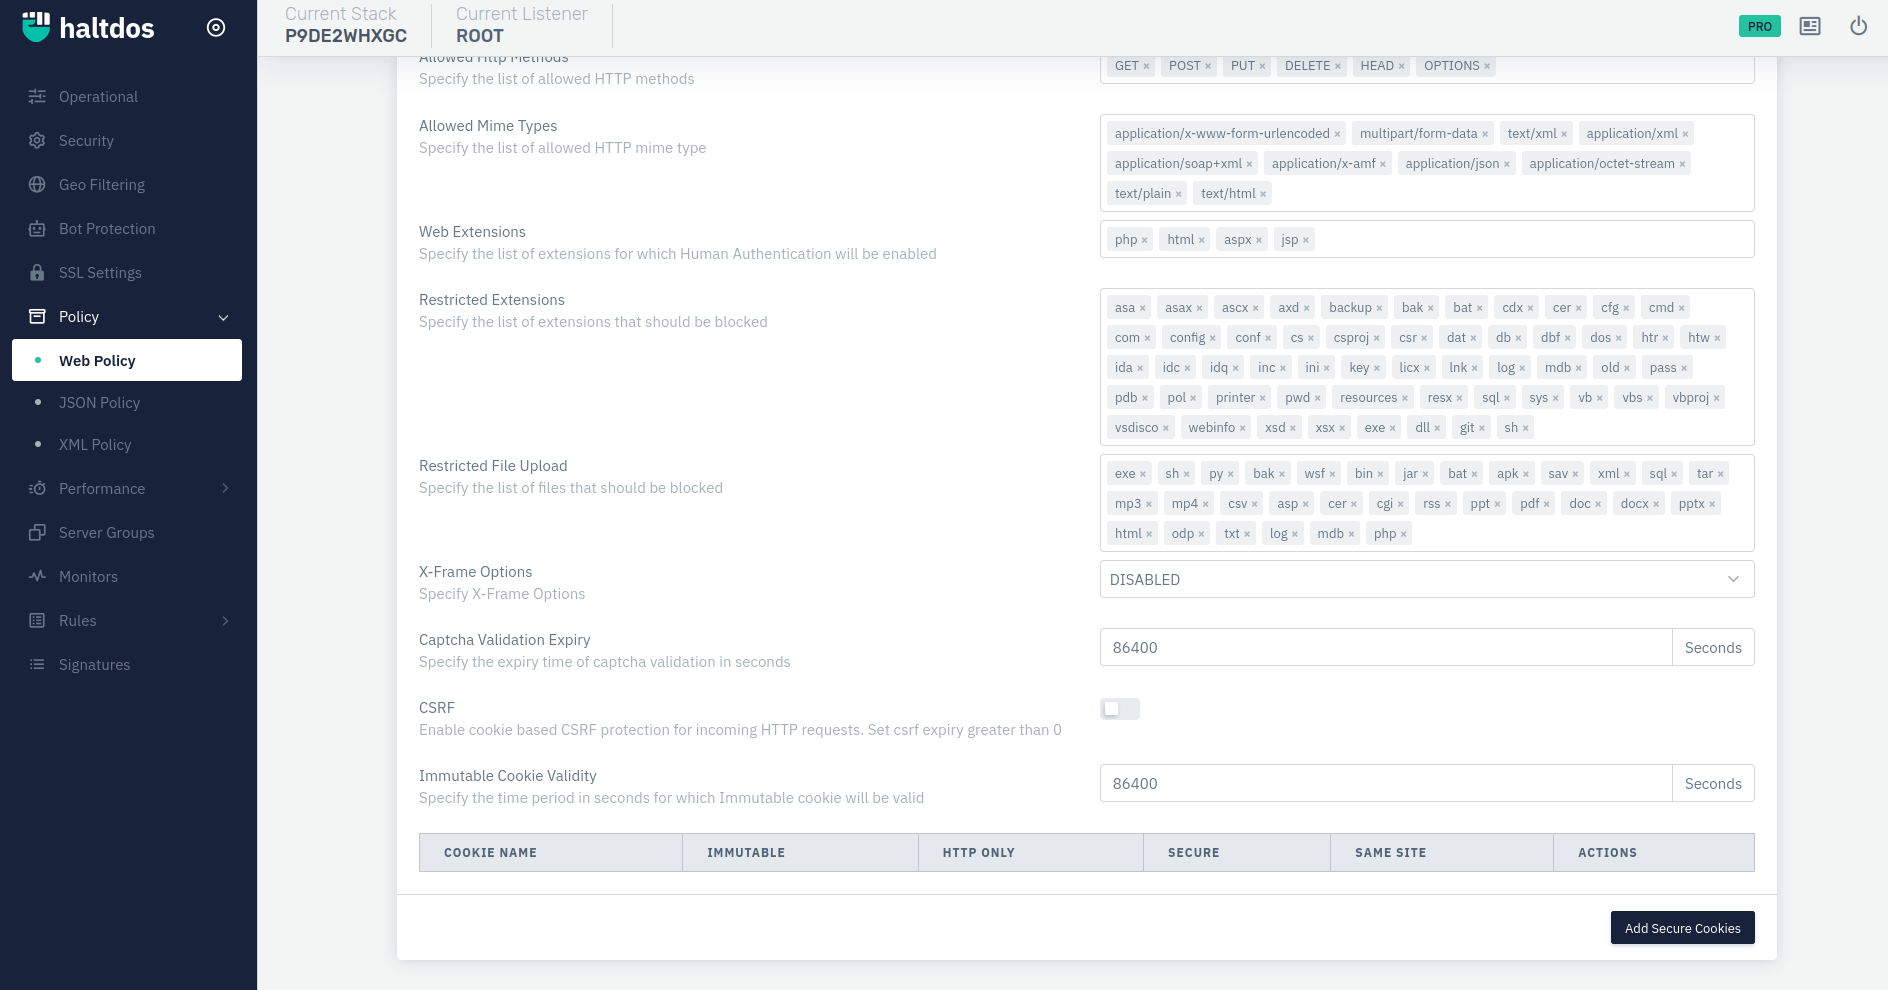 haltdos
Current Stack
P9DE2WHXGC
Current Listener
ROOT
PRO
Operational
Security
Geo Filtering
Bot Protection
SSL Settings
Policy
Web Policy
JSON Policy
XML Policy
Performance
Server Groups
Monitors
Rules
Signatures
Allowed Http Methods
Specify the list of allowed HTTP methods
GET × POST × PUT × DELETE × HEAD × OPTIONS ×
Allowed Mime Types
Specify the list of allowed HTTP mime type
application/x-www-form-urlencoded × multipart/form-data × text/xml × application/xml ×
application/soap+xml × application/x-amf × application/json × application/octet-stream ×
text/plain × text/html ×
Web Extensions
Specify the list of extensions for which Human Authentication will be enabled
php × html × aspx × jsp ×
Restricted Extensions
Specify the list of extensions that should be blocked
asa × asax × ascx × axd × backup × bak × bat × cdx × cer × cfg × cmd ×
com × config × conf × cs × csproj × csr × dat × db × dbf × dos × htr × htw ×
ida × idc × idq × inc × ini × key × licx × lnk × log × mdb × old × pass ×
pdb × pol × printer × pwd × resources × resx × sql × sys × vb × vbs × vbproj ×
vsdisco × webinfo × xsd × xsx × exe × dll × git × sh ×
Restricted File Upload
Specify the list of files that should be blocked
exe × sh × py × bak × wsf × bin × jar × bat × apk × sav × xml × sql × tar ×
mp3 × mp4 × csv × asp × cer × cgi × rss × ppt × pdf × doc × docx × pptx ×
html × odp × txt × log × mdb × php ×
X-Frame Options
Specify X-Frame Options
DISABLED
Captcha Validation Expiry
Specify the expiry time of captcha validation in seconds
86400 Seconds
CSRF
Enable cookie based CSRF protection for incoming HTTP requests. Set csrf expiry greater than 0
Immutable Cookie Validity
Specify the time period in seconds for which Immutable cookie will be valid
86400 Seconds
COOKIE NAME IMMUTABLE HTTP ONLY SECURE SAME SITE ACTIONS
Add Secure Cookies